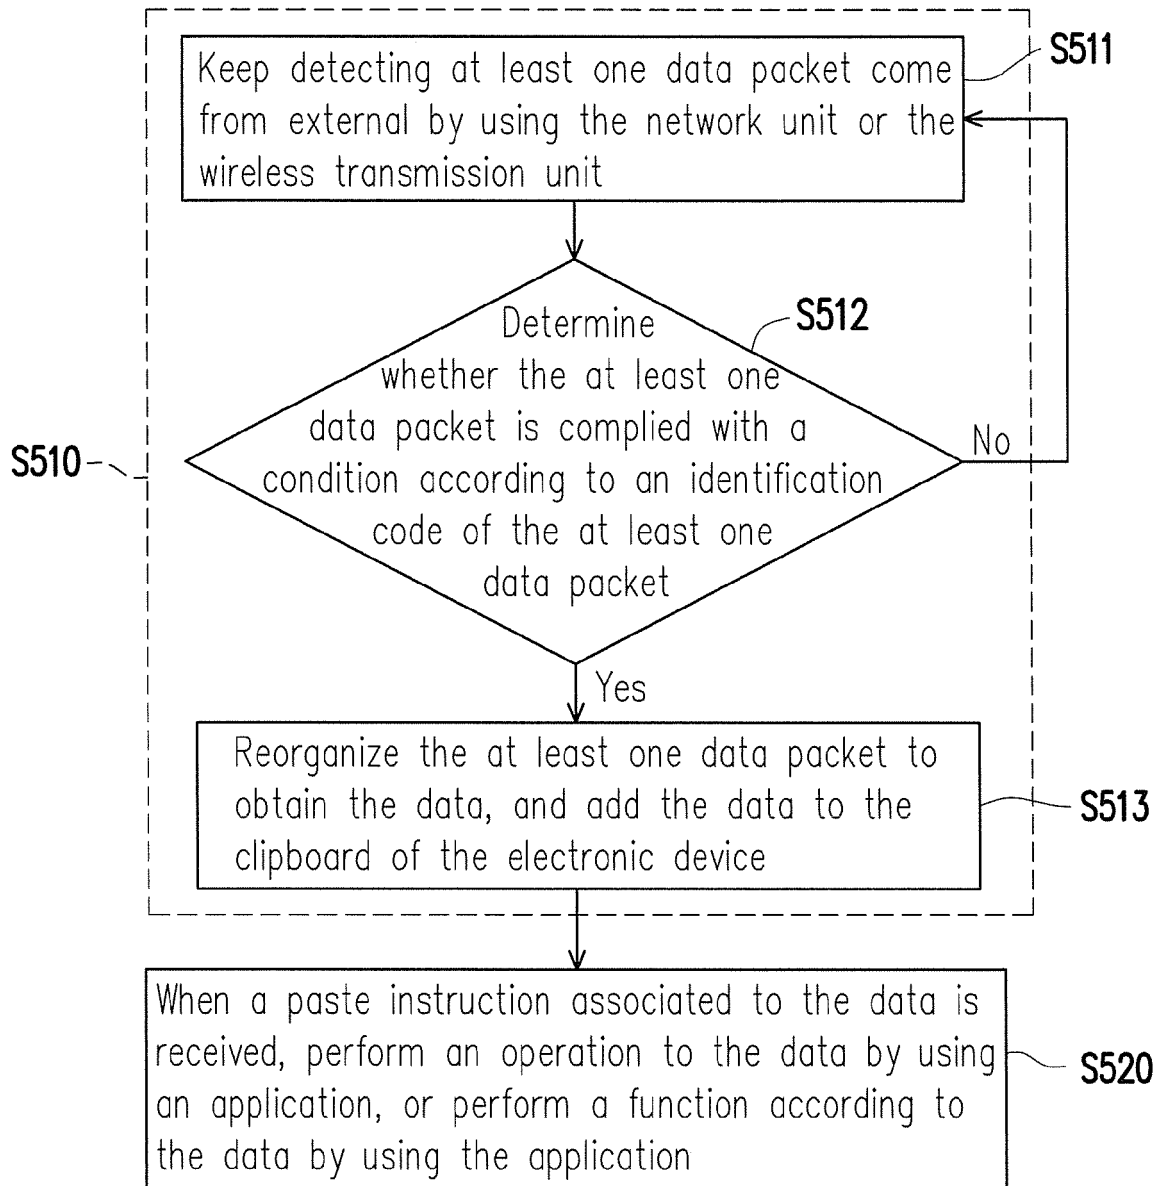 S511
Keep detecting at least one data packet come
from external by using the network unit or the
wireless transmission unit
S512
Determine
whether the at least one
data packet is complied with a
condition according to an identification
code of the at least one
data packet
No
S510
Yes
Reorganize the at least one data packet to
obtain the data, and add the data to the
clipboard of the electronic device
S513
When a paste instruction associated to the data is
received, perform an operation to the data by using
an application, or perform a function according to
the data by using the application
S520